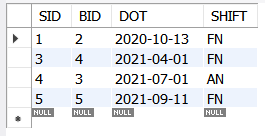 SID BID DOT SHIFT
1 2 2020-10-13 FN
3 4 2021-04-01 FN
4 3 2021-07-01 AN
5 5 2021-09-11 FN
NULL NULL NULL NULL